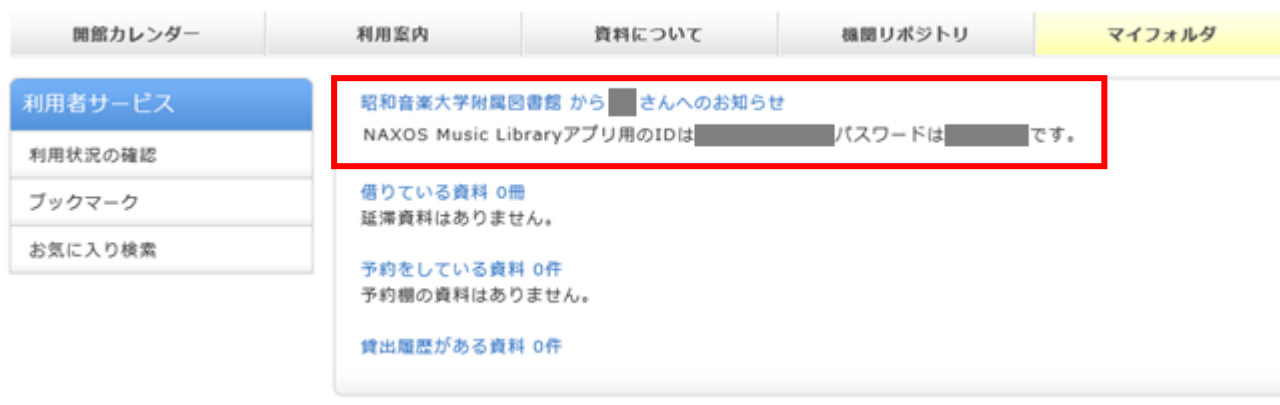 開館カレンダー 利用案内 資料について 機関リポジトリ マイフォルダ
利用者サービス
利用状況の確認
ブックマーク
お気に入り検索
昭和音楽大学附属図書館 から さんへのお知らせ
NAXOS Music Libraryアプリ用のIDは パスワードは です。
借りている資料 0冊
延滞資料はありません。
予約をしている資料 0件
予約棚の資料はありません。
貸出履歴がある資料 0件